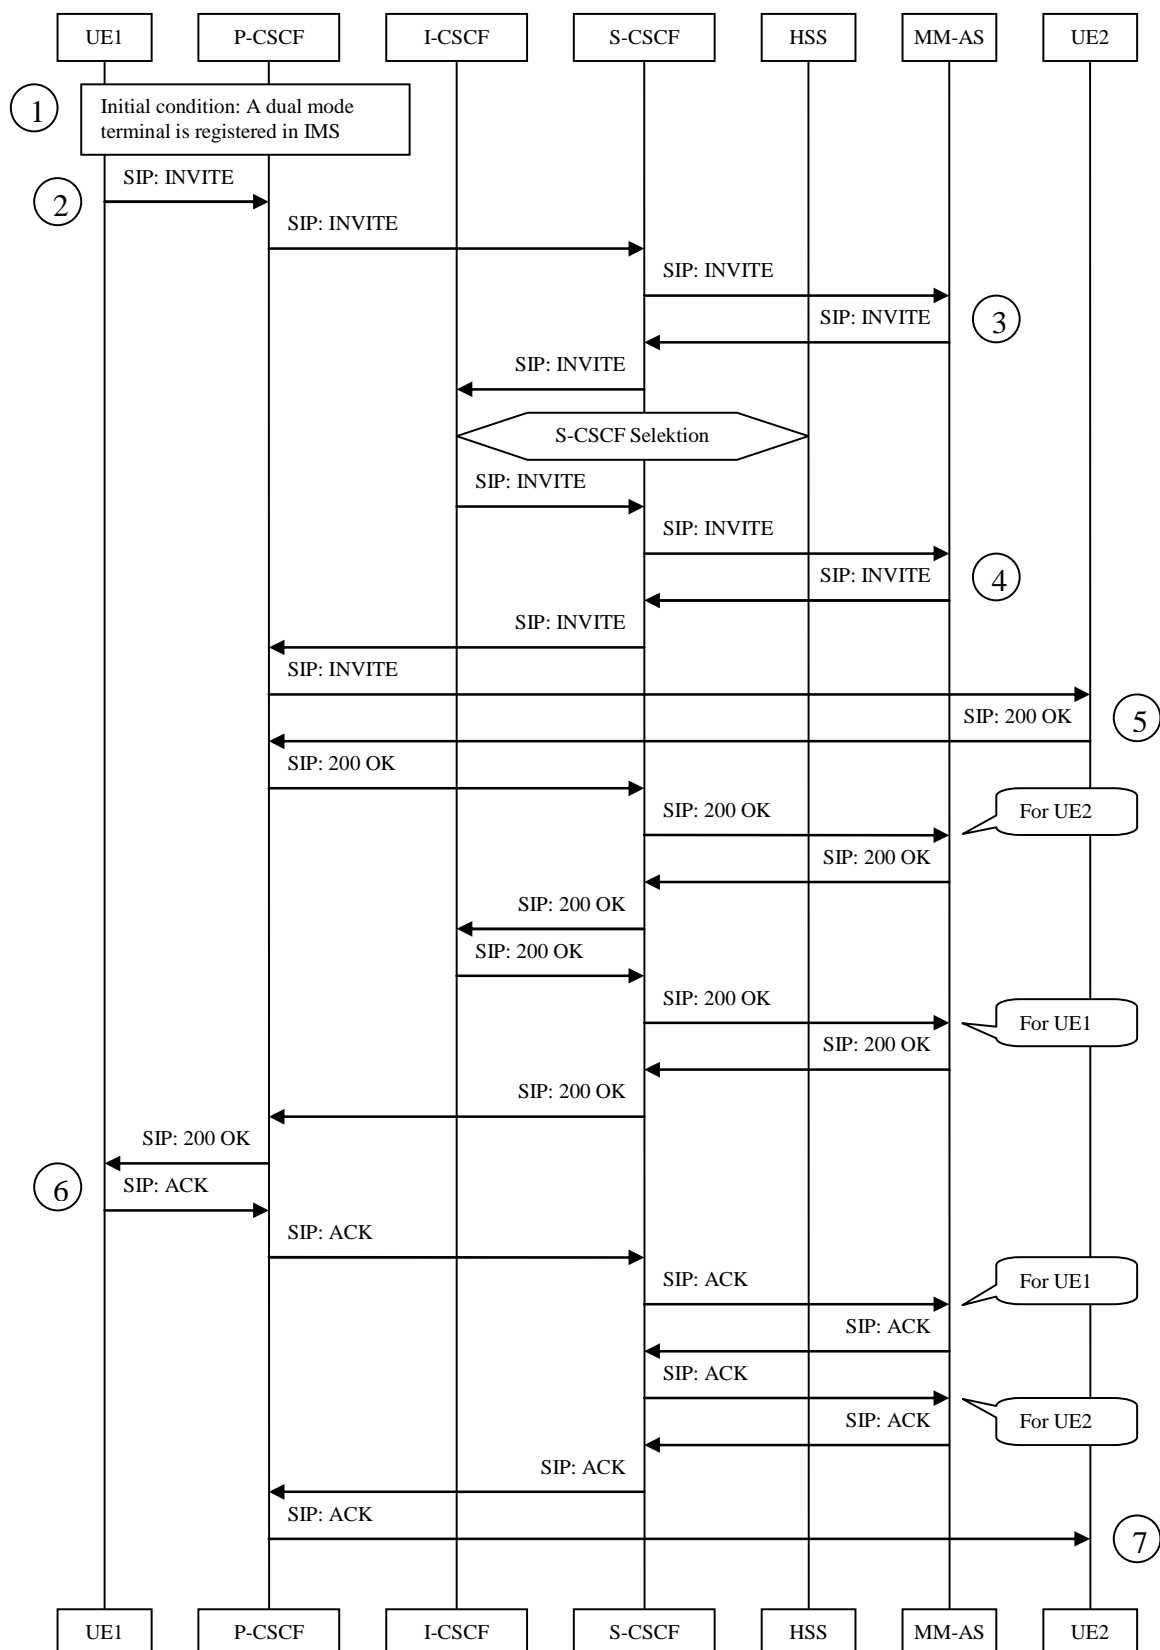 UE1 P-CSCF I-CSCF S-CSCF HSS MM-AS UE2
1
Initial condition: A dual mode
terminal is registered in IMS
SIP: INVITE
2
SIP: INVITE
SIP: INVITE
SIP: INVITE
3
SIP: INVITE
S-CSCF Selektion
SIP: INVITE
SIP: INVITE
SIP: INVITE
4
SIP: INVITE
SIP: INVITE
SIP: 200 OK
5
SIP: 200 OK
SIP: 200 OK
For UE2
SIP: 200 OK
SIP: 200 OK
SIP: 200 OK
SIP: 200 OK
For UE1
SIP: 200 OK
SIP: 200 OK
SIP: 200 OK
6
SIP: ACK
SIP: ACK
SIP: ACK
For UE1
SIP: ACK
SIP: ACK
For UE2
SIP: ACK
SIP: ACK
SIP: ACK
7
UE1 P-CSCF I-CSCF S-CSCF HSS MM-AS UE2